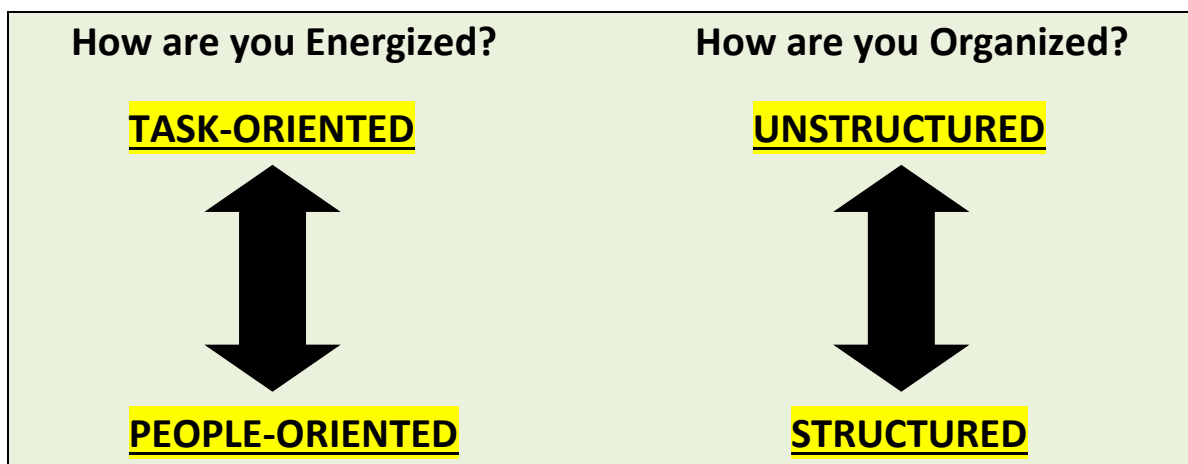 How are you Energized?
TASK-ORIENTED
PEOPLE-ORIENTED
How are you Organized?
UNSTRUCTURED
STRUCTURED